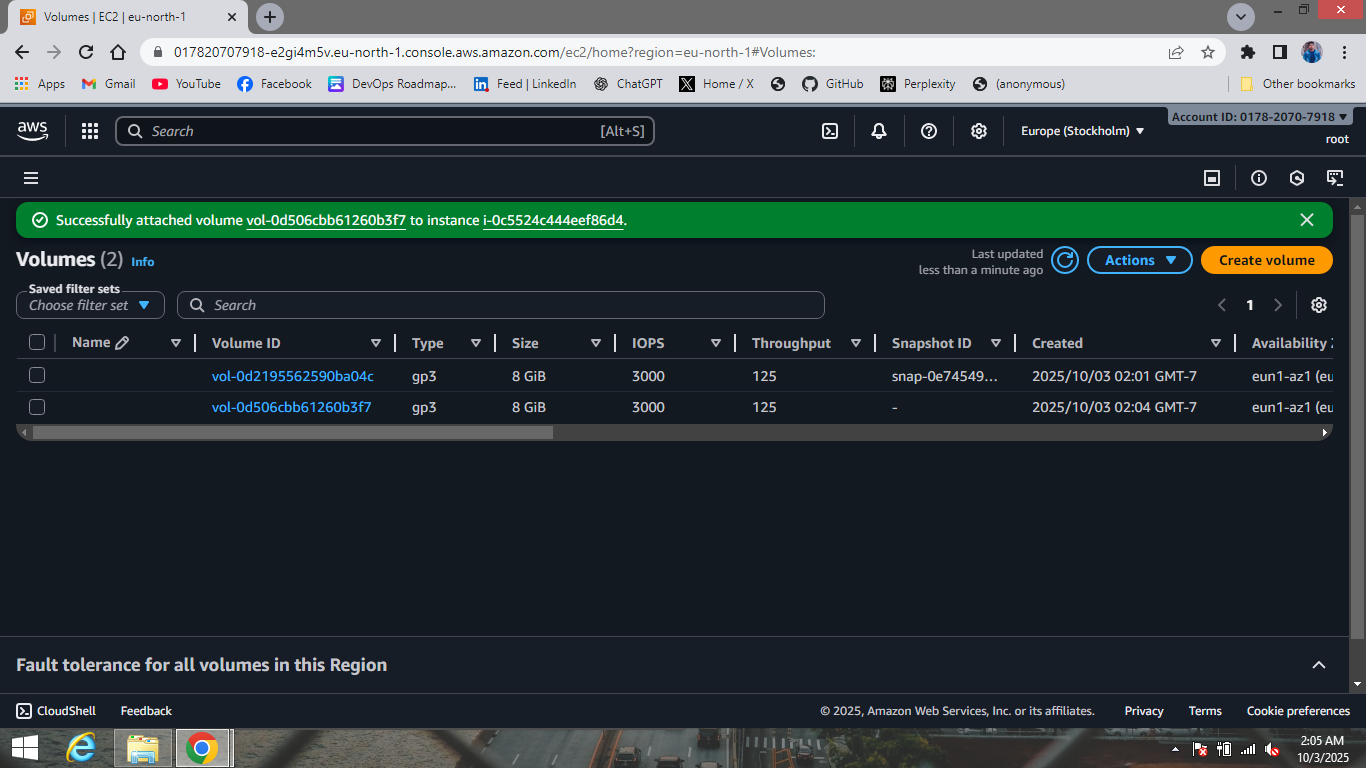 Volumes | EC2 | eu-north-1
017820707918-e2gi4m5v.eu-north-1.console.aws.amazon.com/ec2/home?region=eu-north-1#Volumes:
Apps Gmail YouTube Facebook DevOps Roadmap... Feed | LinkedIn ChatGPT Home / X GitHub Perplexity (anonymous) Other bookmarks
aws Search [Alt+S] Europe (Stockholm) Account ID: 0178-2070-7918
root
Successfully attached volume vol-0d506cbb61260b3f7 to instance i-0c5524c444eef86d4.
Volumes (2) Info Last updated less than a minute ago Actions Create volume
Saved filter sets
Choose filter set Search 1
Name Volume ID Type Size IOPS Throughput Snapshot ID Created Availability Z
vol-0d2195562590ba04c gp3 8 GiB 3000 125 snap-0e74549... 2025/10/03 02:01 GMT-7 eun1-az1 (eu
vol-0d506cbb61260b3f7 gp3 8 GiB 3000 125 - 2025/10/03 02:04 GMT-7 eun1-az1 (eu
Fault tolerance for all volumes in this Region
CloudShell Feedback © 2025, Amazon Web Services, Inc. or its affiliates. Privacy Terms Cookie preferences
2:05 AM
10/3/2025